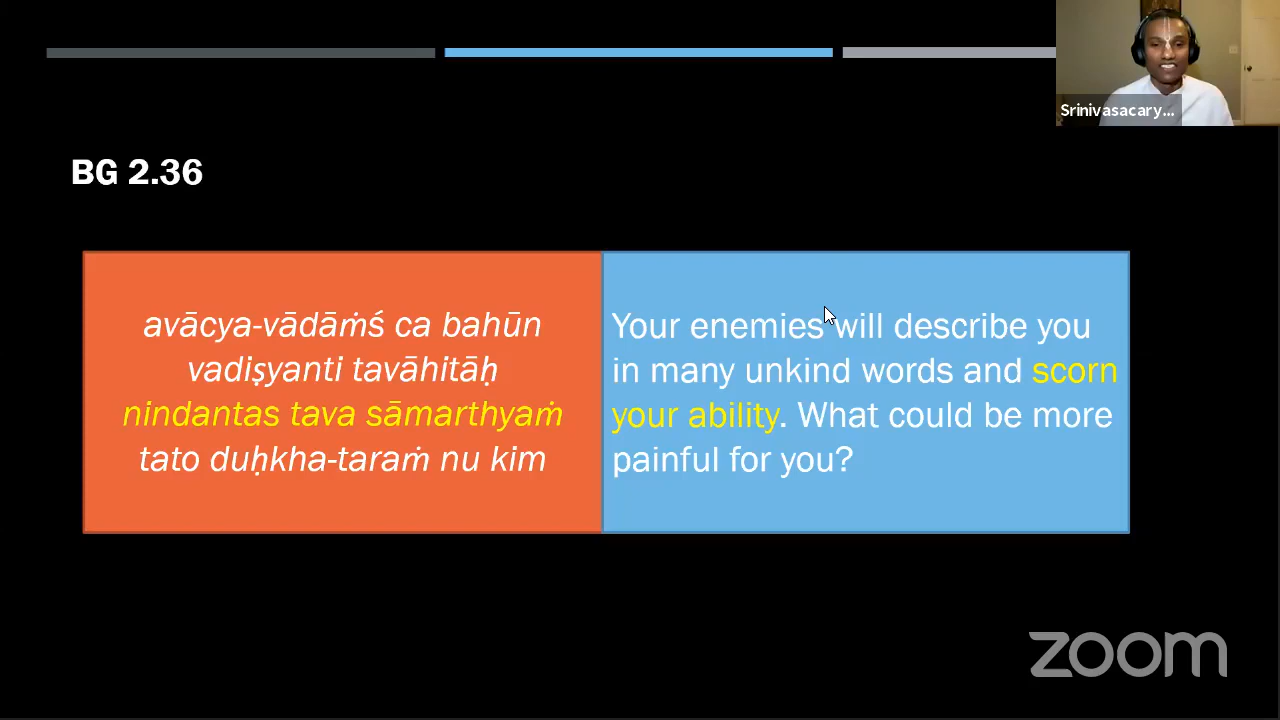 Srinivasacary...
BG 2.36
avācya-vādāṁś ca bahūn
vadiṣyanti tavāhitāḥ
nindantas tava sāmarthyaṁ
tato duḥkha-taraṁ nu kim
Your enemies will describe you
in many unkind words and scorn
your ability. What could be more
painful for you?
zoom